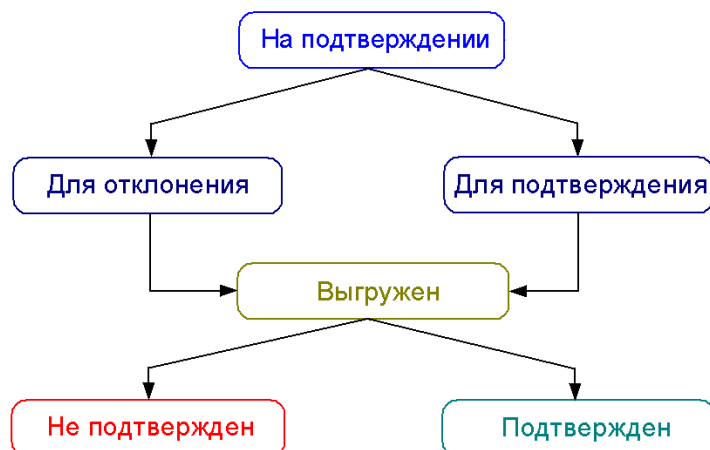 На подтверждении
Для отклонения
Для подтверждения
Выгружен
Не подтвержден
Подтвержден